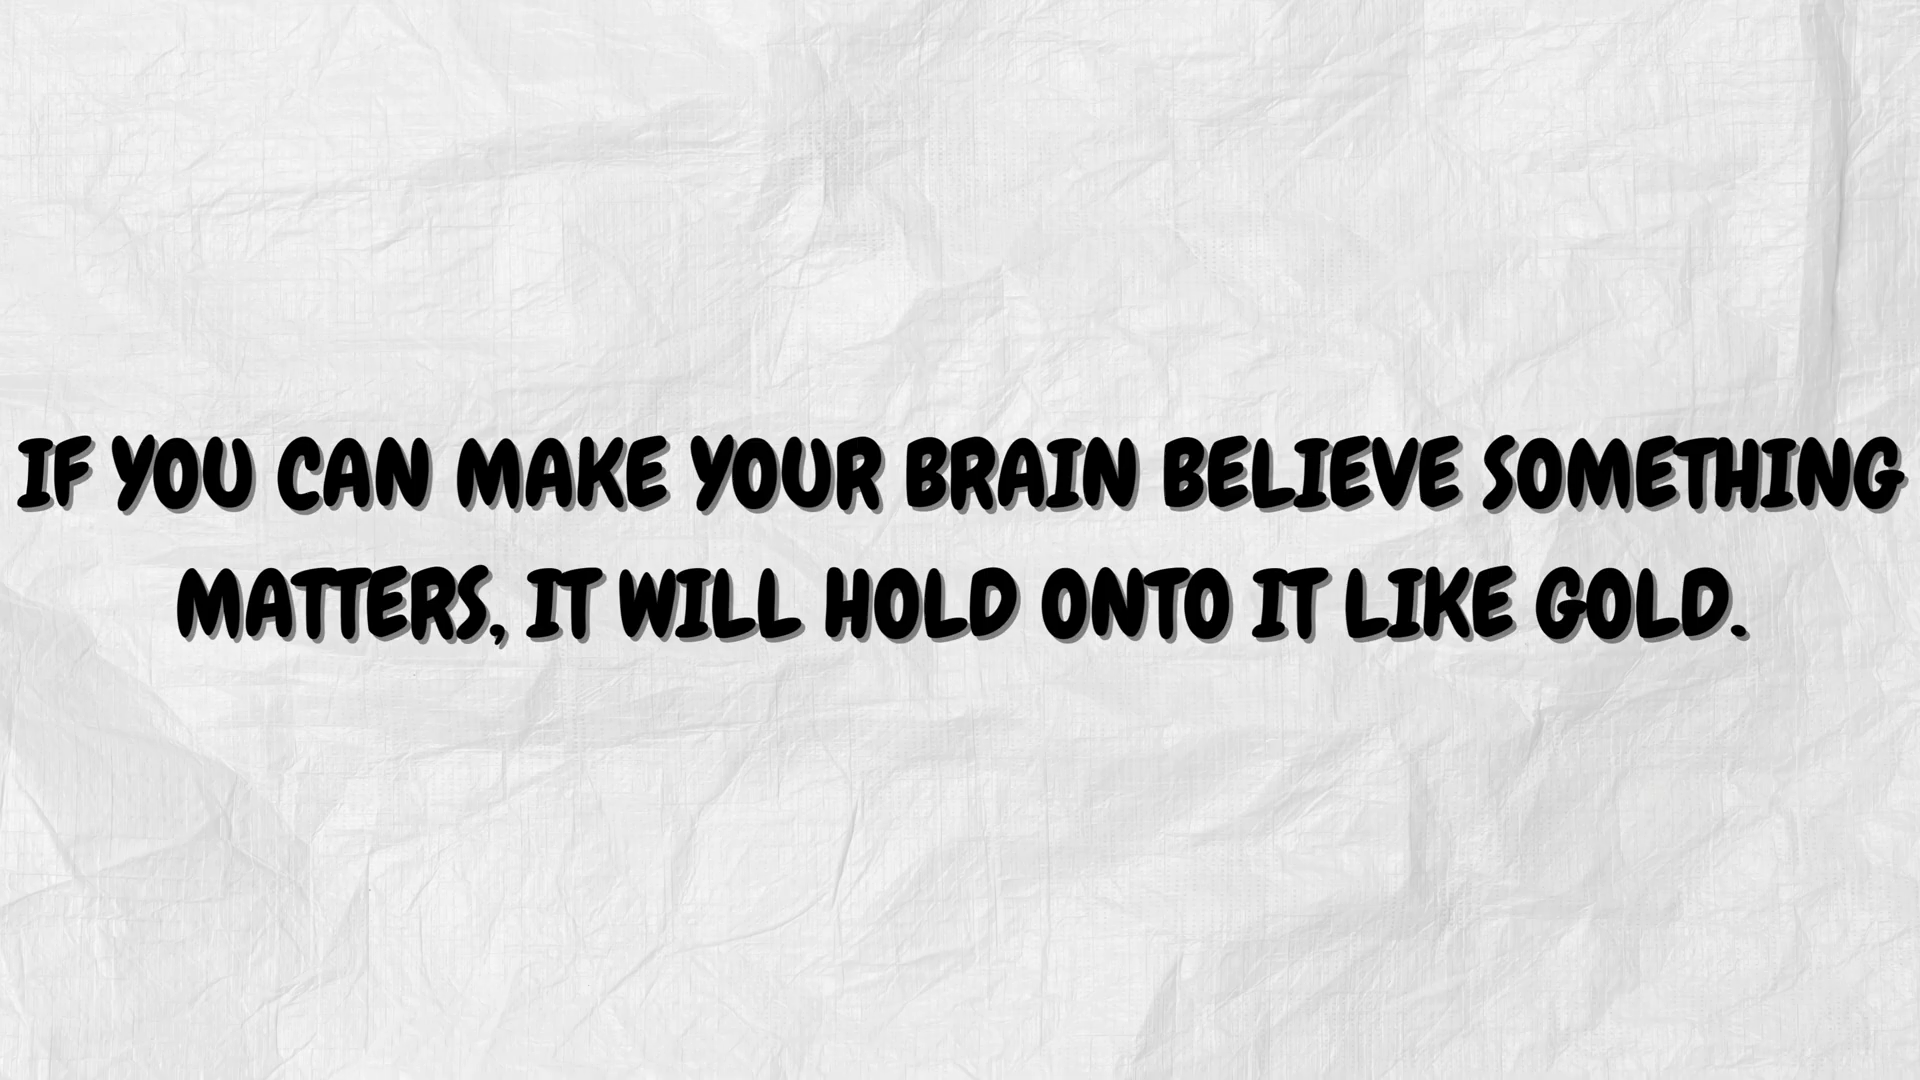 IF YOU CAN MAKE YOUR BRAIN BELIEVE SOMETHING
MATTERS, IT WILL HOLD ONTO IT LIKE GOLD.